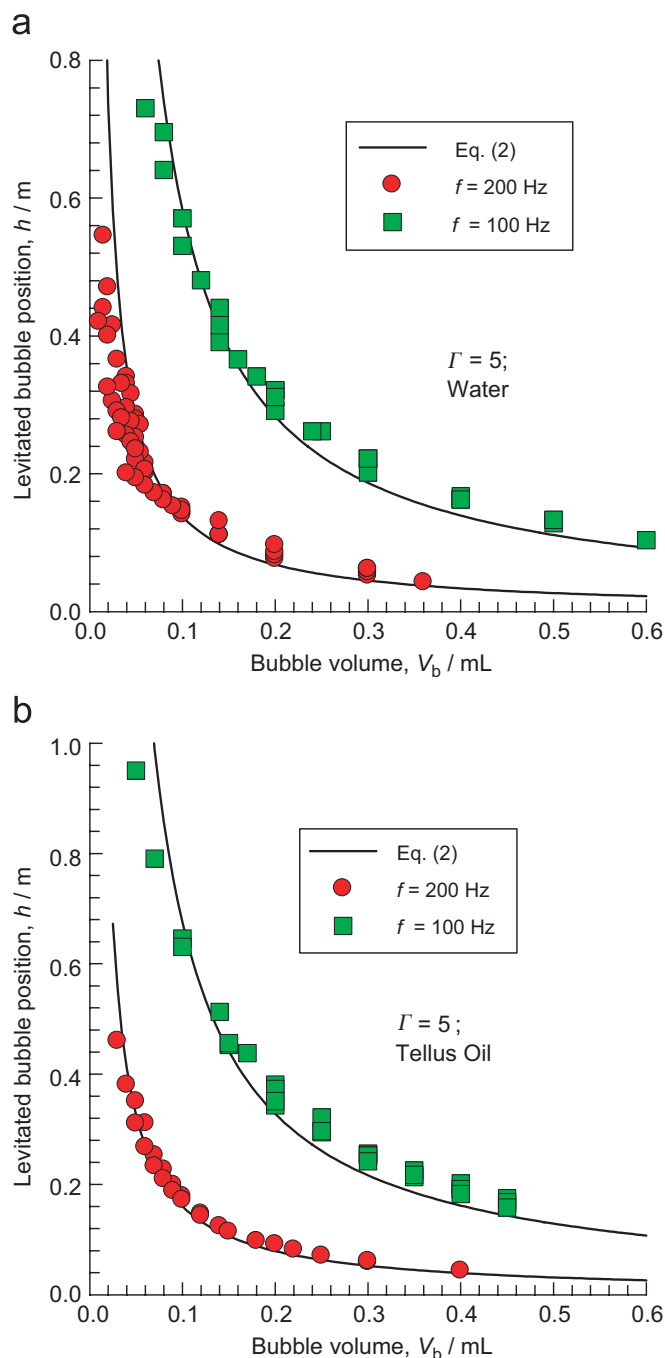 a
0.8
0.6
0.4
0.2
0.0
Levitated bubble position, h / m
Eq. (2)
f = 200 Hz
f = 100 Hz
Γ = 5;
Water
0.0 0.1 0.2 0.3 0.4 0.5 0.6
Bubble volume, V_b / mL
b
1.0
0.8
0.6
0.4
0.2
0.0
Levitated bubble position, h / m
Eq. (2)
f = 200 Hz
f = 100 Hz
Γ = 5 ;
Tellus Oil
0.0 0.1 0.2 0.3 0.4 0.5 0.6
Bubble volume, V_b / mL